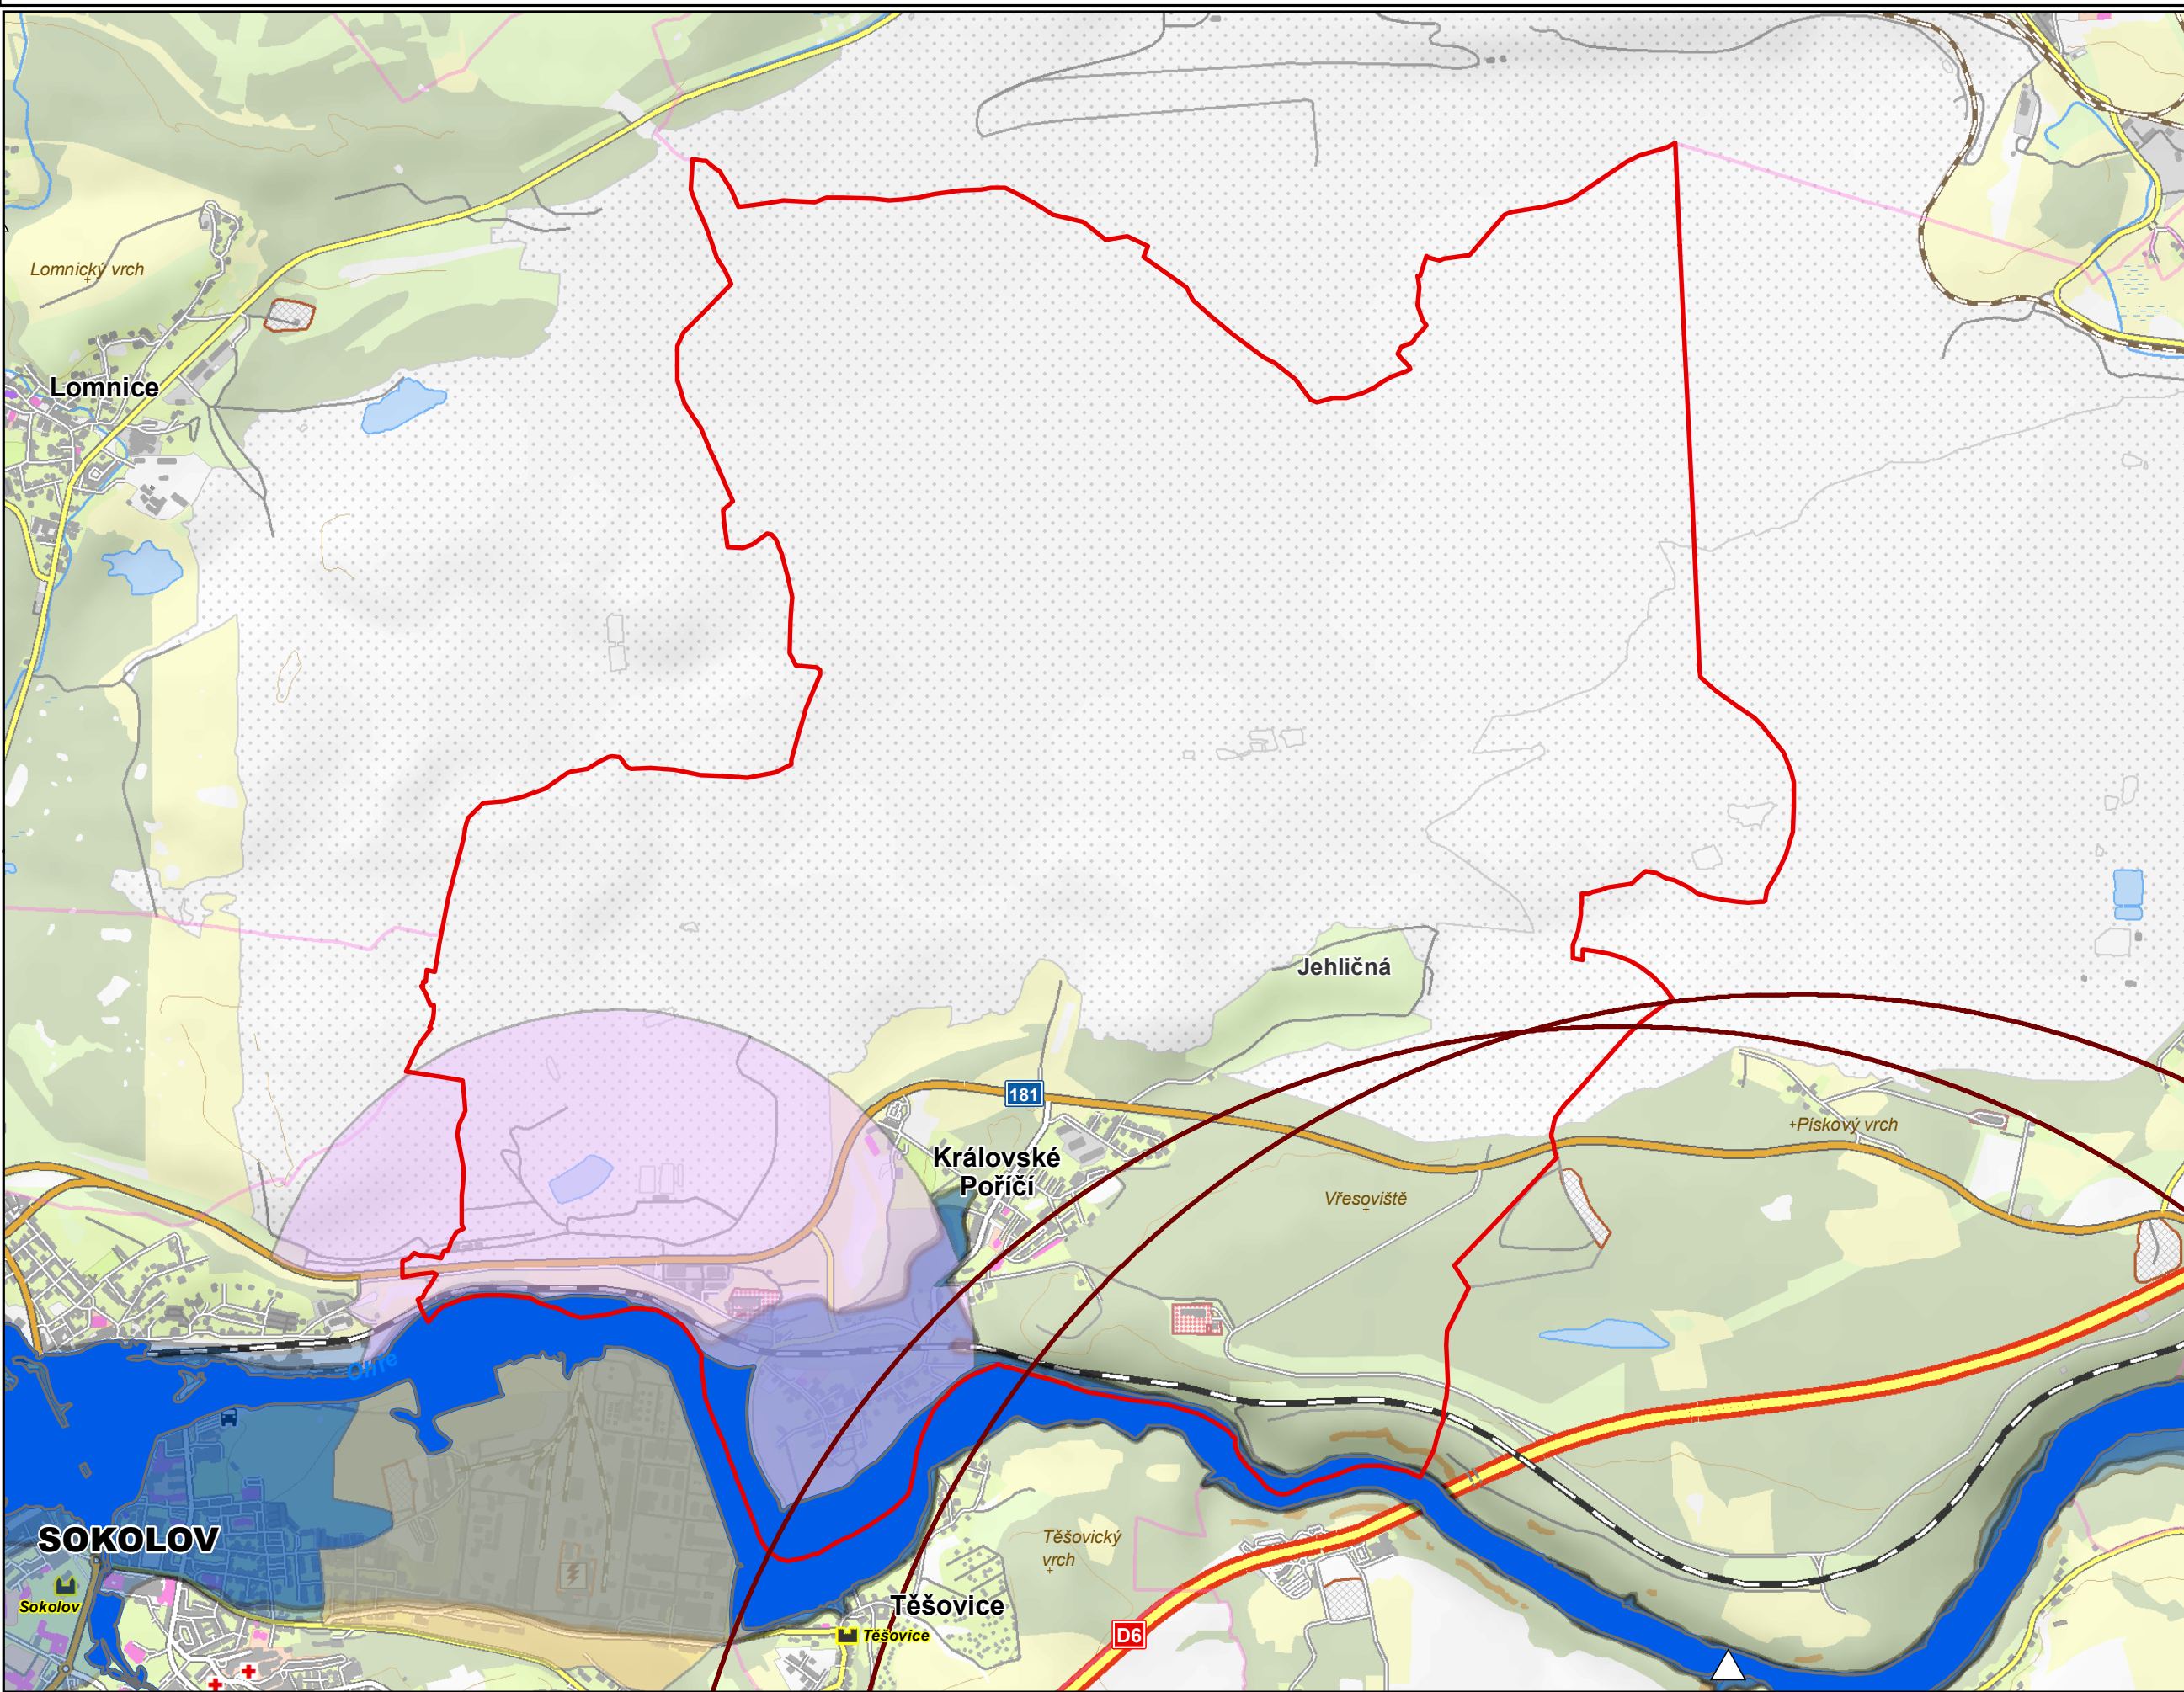 Lomnický vrch
Lomnice
Jehličná
181
Pískový vrch
Královské
Poříčí
Vřesoviště
Ohře
SOKOLOV
Těšovický
vrch
Sokolov
Těšovice
Těšovice
D6